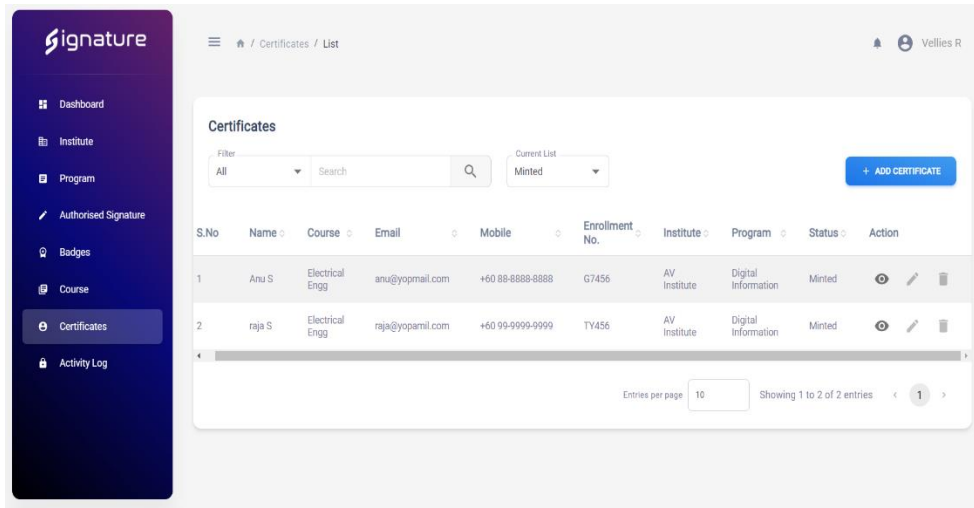 Signature
Dashboard
Institute
Program
Authorised Signature
Badges
Course
Certificates
Activity Log
/ Certificates / List
Vellies R
Certificates
Filter
All
Search
Current List
Minted
+ ADD CERTIFICATE
S.No Name Course Email Mobile Enrollment No. Institute Program Status Action
1 Anu S Electrical Engg anu@yopmail.com +60 88-8888-8888 G7456 AV Institute Digital Information Minted
2 raja S Electrical Engg raja@yopamil.com +60 99-9999-9999 TY456 AV Institute Digital Information Minted
Entries per page 10 Showing 1 to 2 of 2 entries < 1 >